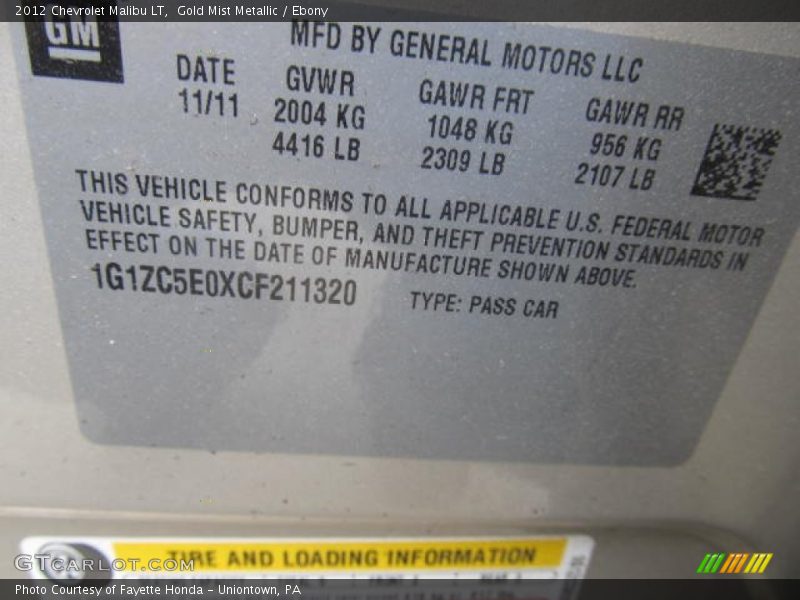 2012 Chevrolet Malibu LT, Gold Mist Metallic / Ebony
GM
MFD BY GENERAL MOTORS LLC
DATE GVWR GAWR FRT GAWR RR
11/11 2004 KG 1048 KG 956 KG
4416 LB 2309 LB 2107 LB
THIS VEHICLE CONFORMS TO ALL APPLICABLE U.S. FEDERAL MOTOR
VEHICLE SAFETY, BUMPER, AND THEFT PREVENTION STANDARDS IN
EFFECT ON THE DATE OF MANUFACTURE SHOWN ABOVE.
1G1ZC5E0XCF211320 TYPE: PASS CAR
TIRE AND LOADING INFORMATION
GTCarLot.com
Photo Courtesy of Fayette Honda - Uniontown, PA